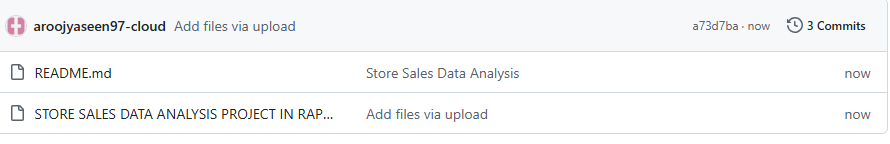 aroojyaseen97-cloud Add files via upload a73d7ba · now 3 Commits
README.md Store Sales Data Analysis now
STORE SALES DATA ANALYSIS PROJECT IN RAP... Add files via upload now